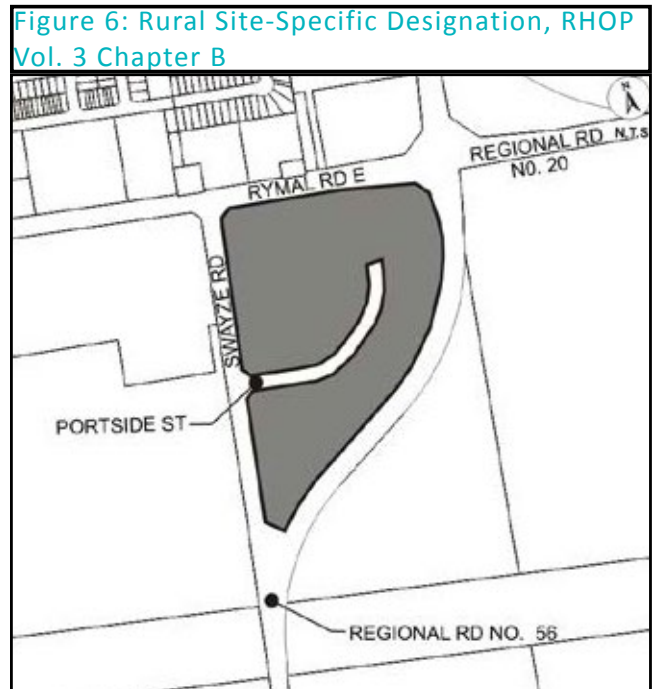 Figure 6: Rural Site-Specific Designation, RHOP
Vol. 3 Chapter B
N
N.T.S
REGIONAL RD
NO. 20
RYMAL RD E
SWAYZE RD
PORTSIDE ST
REGIONAL RD NO. 56